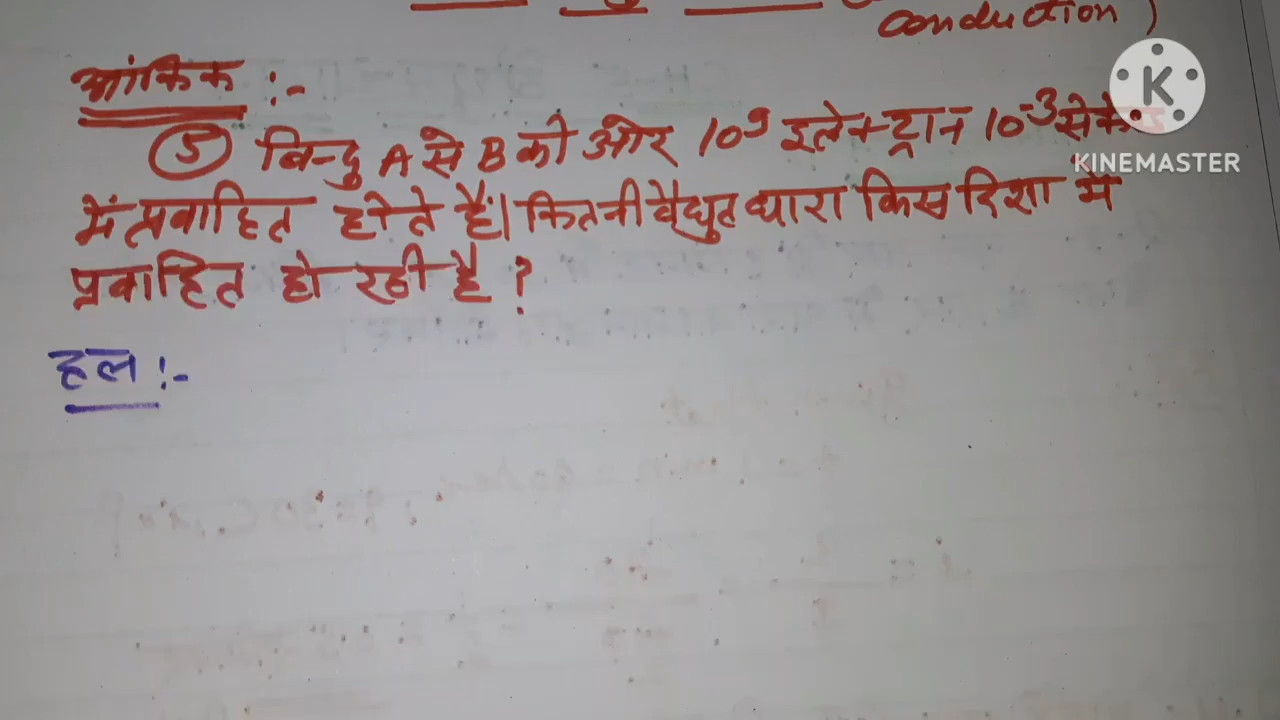 conduction)
आंकिक :-
(5) बिन्दु A से B की ओर 10⁹ इलेक्ट्रान 10⁻³ सेकेण्ड
में प्रवाहित होते हैं। कितनी वैद्युत धारा किस दिशा में
प्रवाहित हो रही है ?
हल :-
K
KINEMASTER